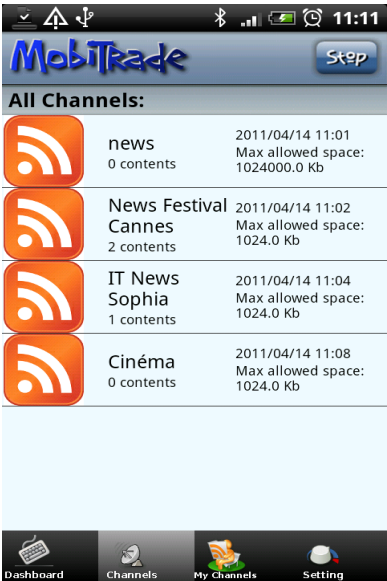 11:11
MobiTrade
Stop
All Channels:
news
0 contents
2011/04/14 11:01
Max allowed space:
1024000.0 Kb
News Festival
Cannes
2 contents
2011/04/14 11:02
Max allowed space:
1024.0 Kb
IT News
Sophia
1 contents
2011/04/14 11:04
Max allowed space:
1024.0 Kb
Cinéma
0 contents
2011/04/14 11:08
Max allowed space:
1024.0 Kb
Dashboard
Channels
My Channels
Setting